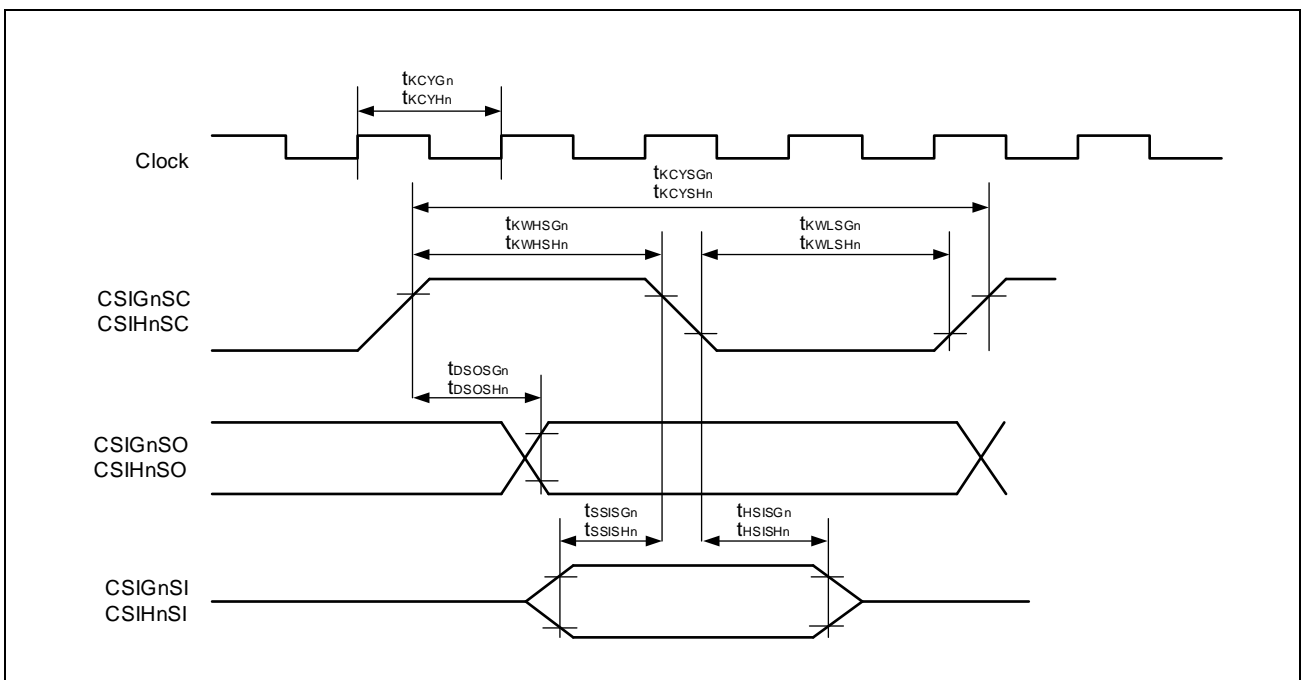 tKCYGn
tKCYHn
Clock
tKCYSGn
tKCYSHn
tKWHSGn
tKWHSHn
tKWLSGn
tKWLSHn
CSIGnSC
CSIHnSC
tDSOSGn
tDSOSHn
CSIGnSO
CSIHnSO
tSSISGn
tSSISHn
tHSISGn
tHSISHn
CSIGnSI
CSIHnSI